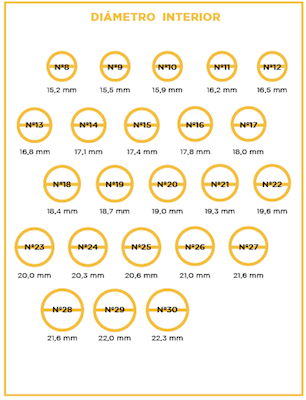 DIÁMETRO INTERIOR
Nº8 Nº9 Nº10 Nº11 Nº12
15,2 mm 15,5 mm 15,9 mm 16,2 mm 16,5 mm
Nº13 Nº14 Nº15 Nº16 Nº17
16,8 mm 17,1 mm 17,4 mm 17,8 mm 18,0 mm
Nº18 Nº19 Nº20 Nº21 Nº22
18,4 mm 18,7 mm 19,0 mm 19,3 mm 19,6 mm
Nº23 Nº24 Nº25 Nº26 Nº27
20,0 mm 20,3 mm 20,6 mm 21,0 mm 21,6 mm
Nº28 Nº29 Nº30
21,6 mm 22,0 mm 22,3 mm